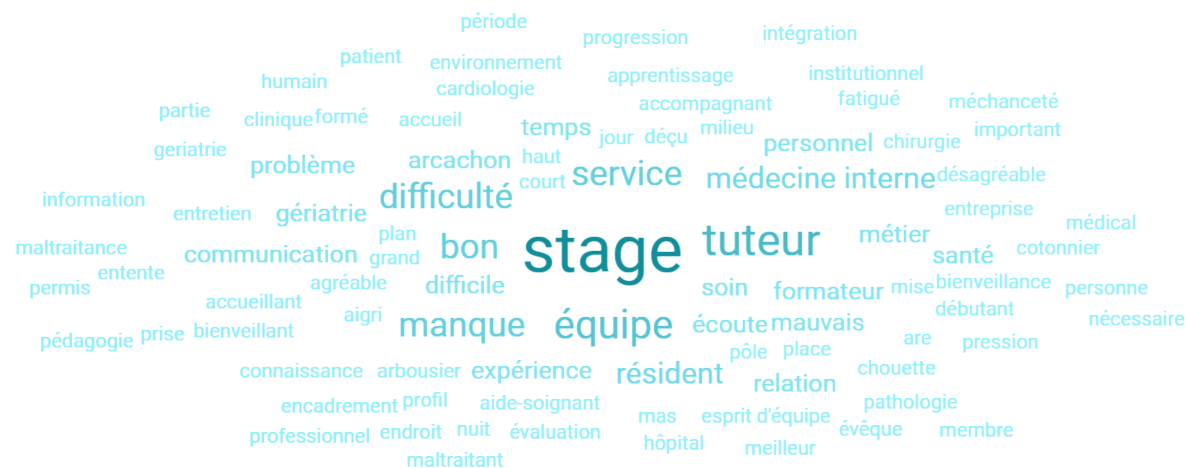 période
progression
intégration
patient
environnement
humain
cardiologie
apprentissage
institutionnel
partie
clinique
formé
accueil
accompagnant
fatigué
méchanceté
geriatrie
temps
jour
déçu
milieu
personnel
chirurgie
important
problème
arcachon
haut
court
service
médecine interne
désagréable
information
entretien
gériatrie
difficulté
entreprise
maltraitance
communication
plan
grand
bon
stage
tuteur
métier
médical
santé
cotonnier
permis
entente
agréable
difficile
soin
formateur
mise
bienveillance
personne
accueillant
aigri
débutant
nécessaire
pédagogie
prise
bienveillant
manque
équipe
écoute
mauvais
are
pression
pôle
place
connaissance
arbousier
expérience
résident
relation
chouette
encadrement
profil
aide-soignant
mas
esprit d'équipe
pathologie
professionnel
endroit
nuit
évaluation
hôpital
meilleur
évêque
membre
maltraitant